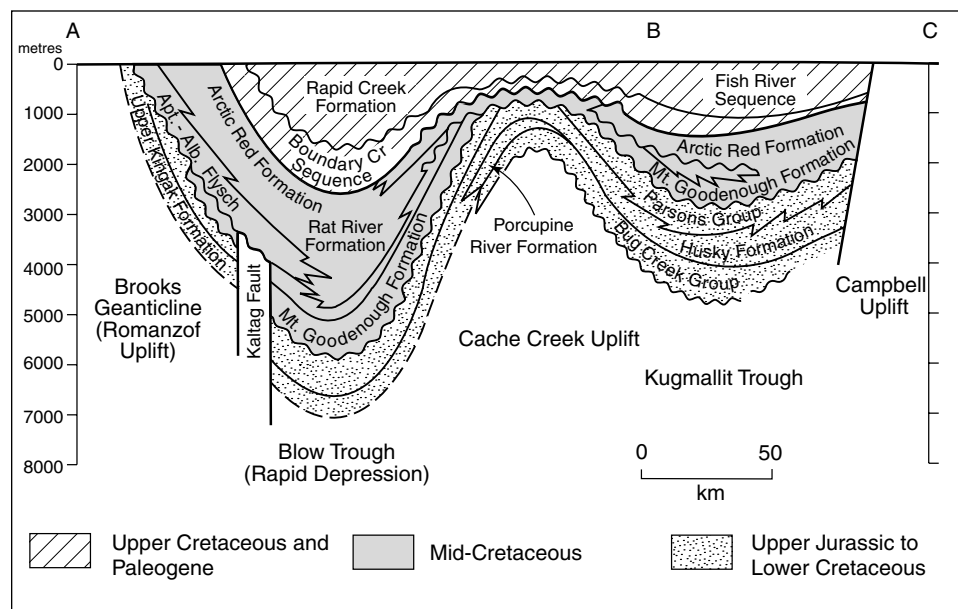 A
B
C
metres
0
1000
2000
3000
4000
5000
6000
7000
8000
Rapid Creek
Formation
Fish River
Sequence
Boundary Cr
Sequence
Arctic Red Formation
Apt. - Alb. Flysch
Upper Kingak Formation
Rat River
Formation
Mt. Goodenough Formation
Arctic Red Formation
Mt. Goodenough Formation
Parsons Group
Husky Formation
Bug Creek Group
Porcupine
River Formation
Kaltag Fault
Brooks
Geanticline
(Romanzof
Uplift)
Campbell
Uplift
Cache Creek Uplift
Kugmallit Trough
Blow Trough
(Rapid Depression)
0
50
km
Upper Cretaceous and
Paleogene
Mid-Cretaceous
Upper Jurassic to
Lower Cretaceous